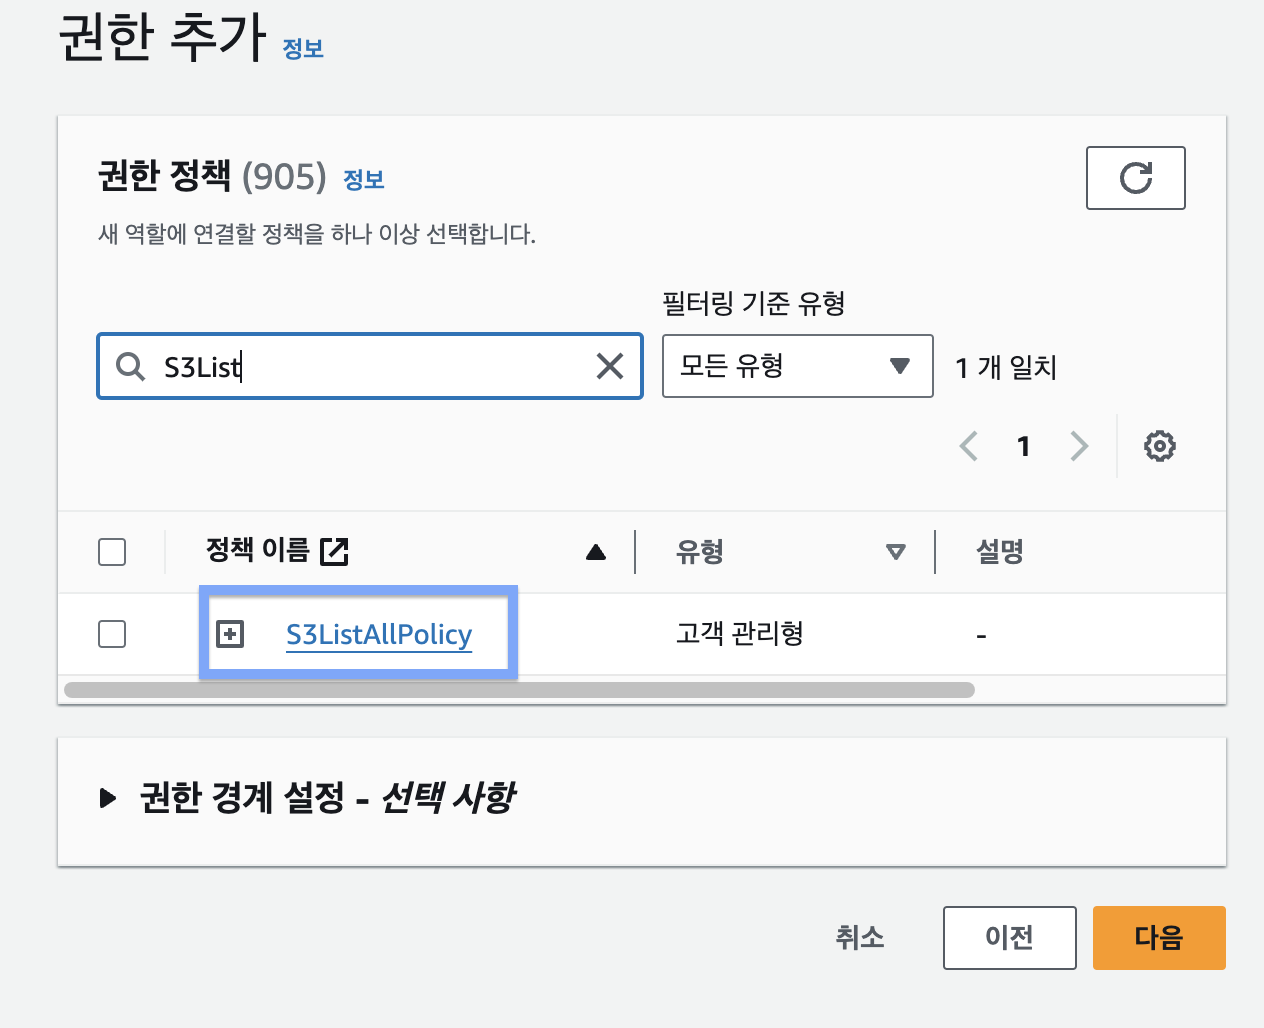 권한 추가 정보
권한 정책 (905) 정보
새 역할에 연결할 정책을 하나 이상 선택합니다.
필터링 기준 유형
S3List
모든 유형
1 개 일치
1
정책 이름
유형
설명
S3ListAllPolicy
고객 관리형
-
권한 경계 설정 - 선택 사항
취소
이전
다음